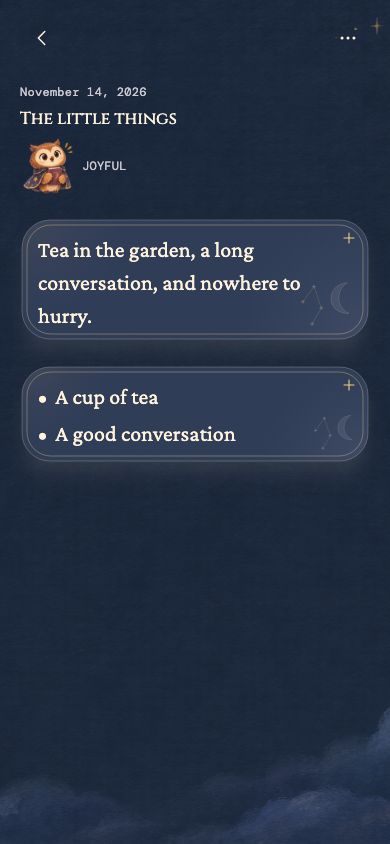 November 14, 2026
The little things
JOYFUL
Tea in the garden, a long
conversation, and nowhere to
hurry.
• A cup of tea
• A good conversation